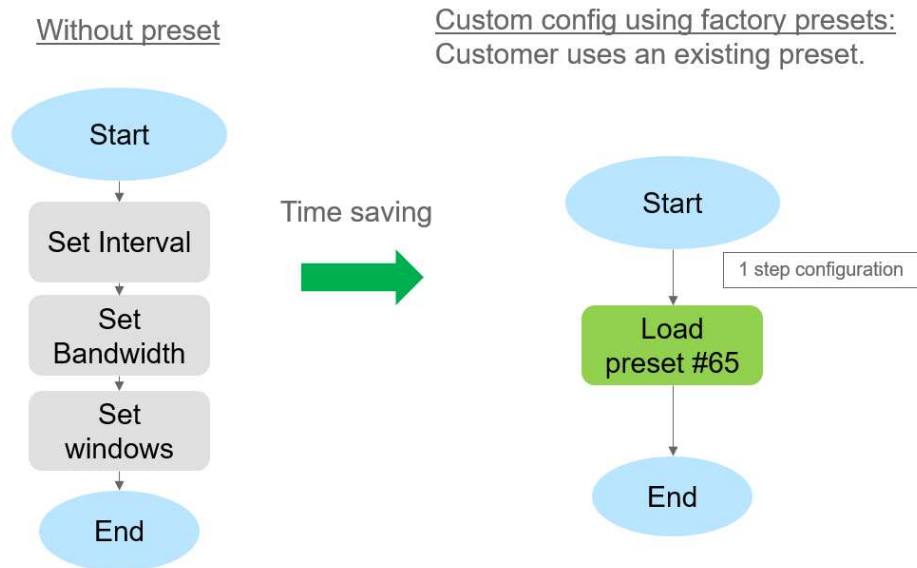 Without preset
Start
Set Interval
Set
Bandwidth
Set
windows
End
Time saving
Custom config using factory presets:
Customer uses an existing preset.
Start
1 step configuration
Load
preset #65
End